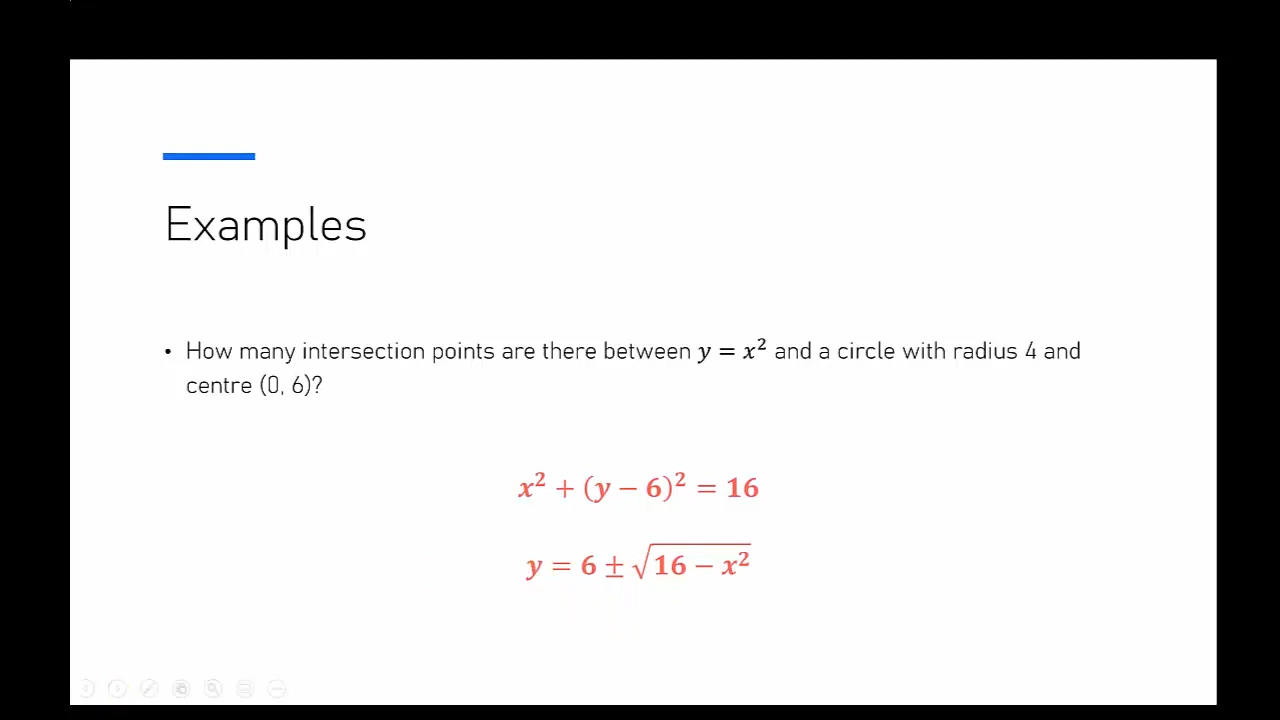 Examples
• How many intersection points are there between y = x² and a circle with radius 4 and
centre (0, 6)?
x² + (y − 6)² = 16
y = 6 ± √(16 − x²)